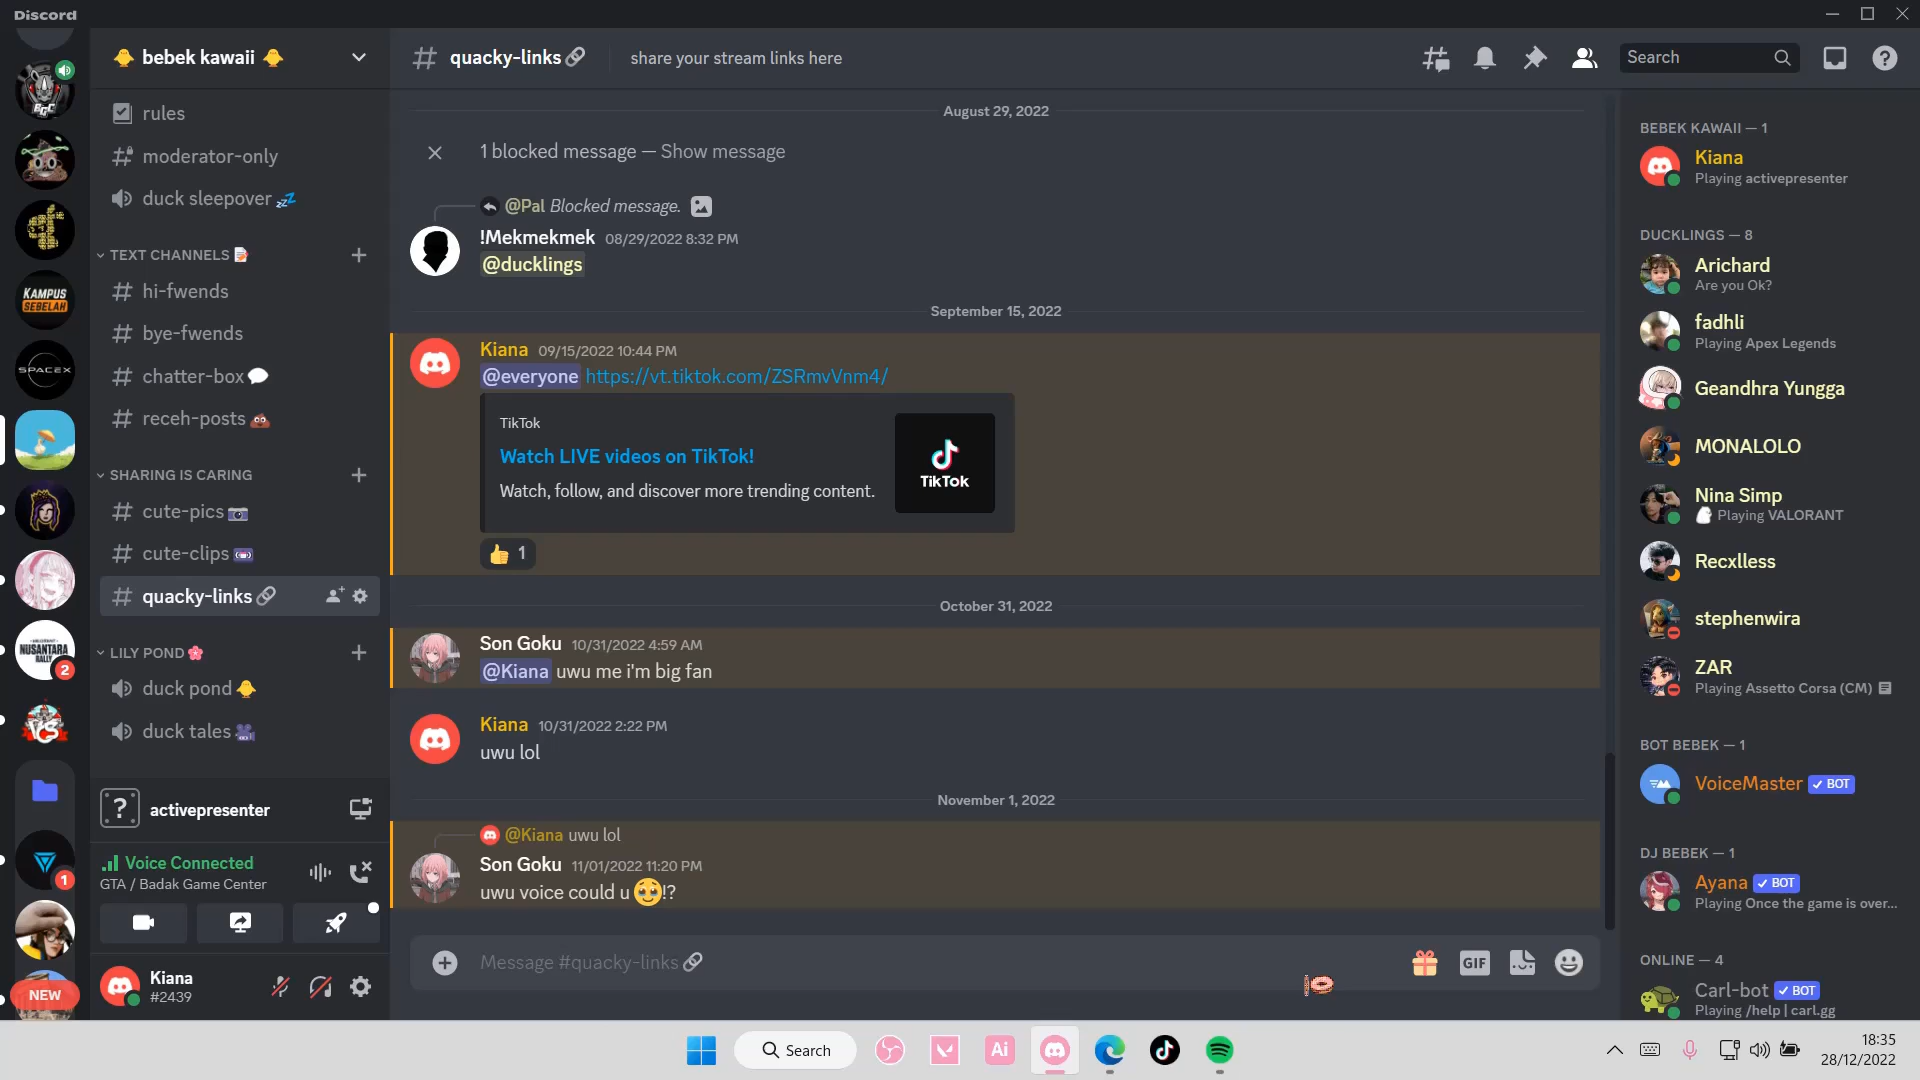 Discord
bebek kawaii
rules
moderator-only
duck sleepover
TEXT CHANNELS
hi-fwends
bye-fwends
chatter-box
receh-posts
SHARING IS CARING
cute-pics
cute-clips
quacky-links
LILY POND
duck pond
duck tales
activepresenter
Voice Connected
GTA / Badak Game Center
Kiana
#2439
BGC
KAMPUS
SEBELAH
SPACEX
NUSANTARA
RALLY
2
VCS
1
NEW
quacky-links
share your stream links here
Search
August 29, 2022
1 blocked message — Show message
@Pal Blocked message.
!Mekmekmek 08/29/2022 8:32 PM
@ducklings
September 15, 2022
Kiana 09/15/2022 10:44 PM
@everyone https://vt.tiktok.com/ZSRmvVnm4/
TikTok
Watch LIVE videos on TikTok!
Watch, follow, and discover more trending content.
TikTok
1
October 31, 2022
Son Goku 10/31/2022 4:59 AM
@Kiana uwu me i'm big fan
Kiana 10/31/2022 2:22 PM
uwu lol
November 1, 2022
@Kiana uwu lol
Son Goku 11/01/2022 11:20 PM
uwu voice could u 🥹!?
Message #quacky-links
GIF
BEBEK KAWAII — 1
Kiana
Playing activepresenter
DUCKLINGS — 8
Arichard
Are you Ok?
fadhli
Playing Apex Legends
Geandhra Yungga
MONALOLO
Nina Simp
Playing VALORANT
Recxlless
stephenwira
ZAR
Playing Assetto Corsa (CM)
BOT BEBEK — 1
VoiceMaster BOT
DJ BEBEK — 1
Ayana BOT
Playing Once the game is over...
ONLINE — 4
Carl-bot BOT
Playing /help | carl.gg
Search
Ai
18:35
28/12/2022